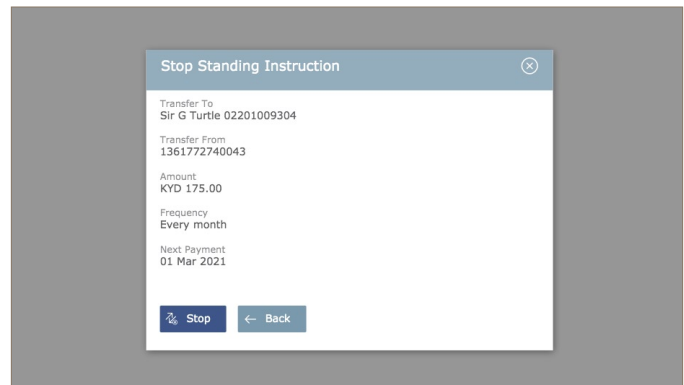 Stop Standing Instruction
Transfer To
Sir G Turtle 02201009304
Transfer From
1361772740043
Amount
KYD 175.00
Frequency
Every month
Next Payment
01 Mar 2021
Stop
Back